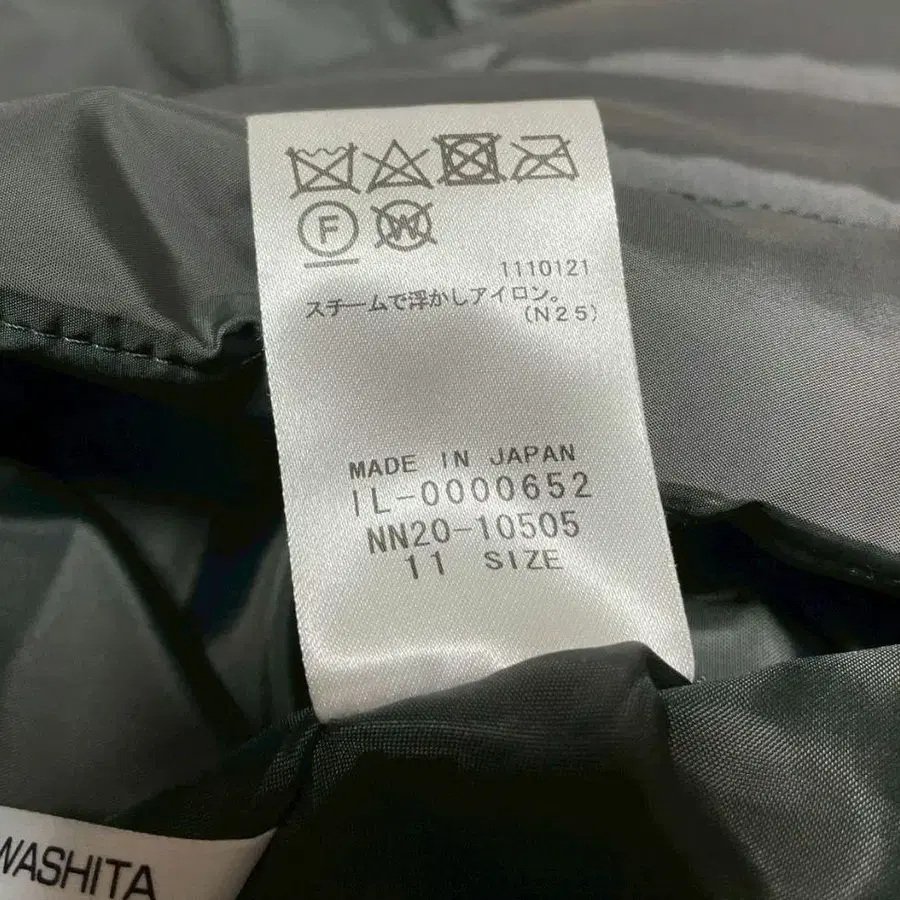 F W
1110121
スチームで浮かしアイロン。
(N25)
MADE IN JAPAN
IL-0000652
NN20-10505
11 SIZE
WASHITA